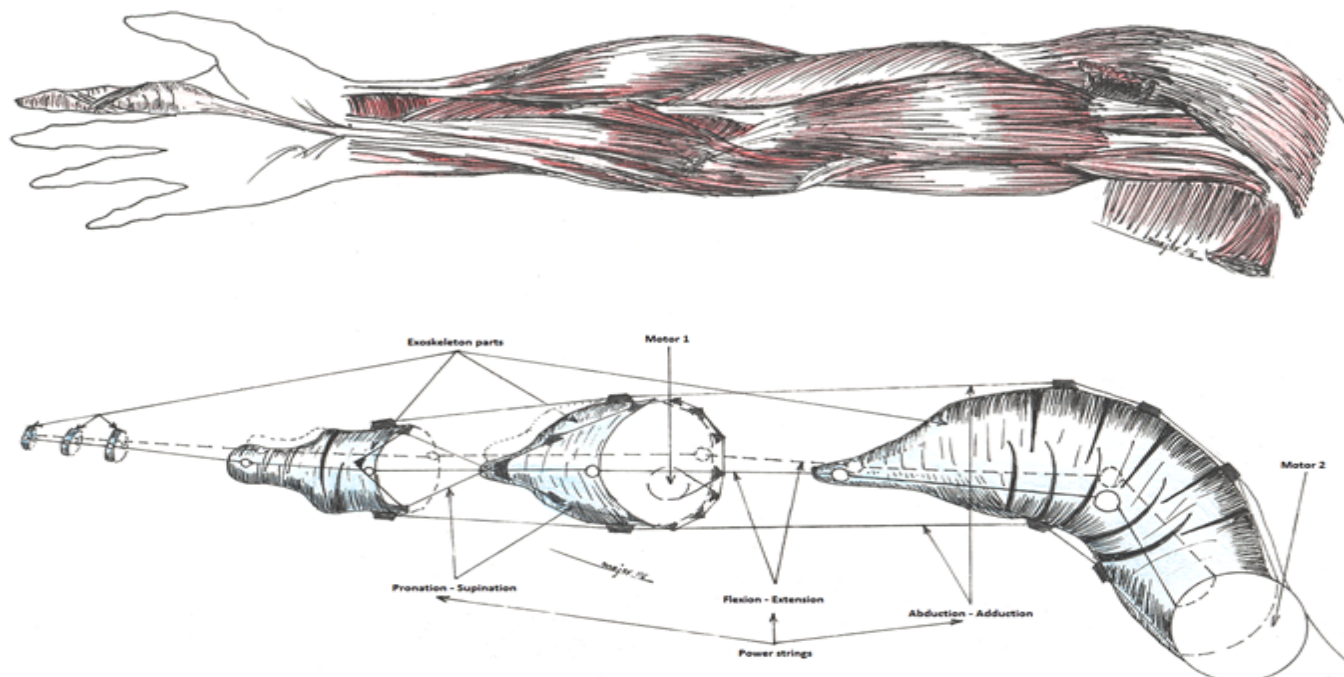 Exoskeleton parts
Motor 1
Motor 2
Pronation - Supination
Flexion - Extension
Abduction - Adduction
Power strings